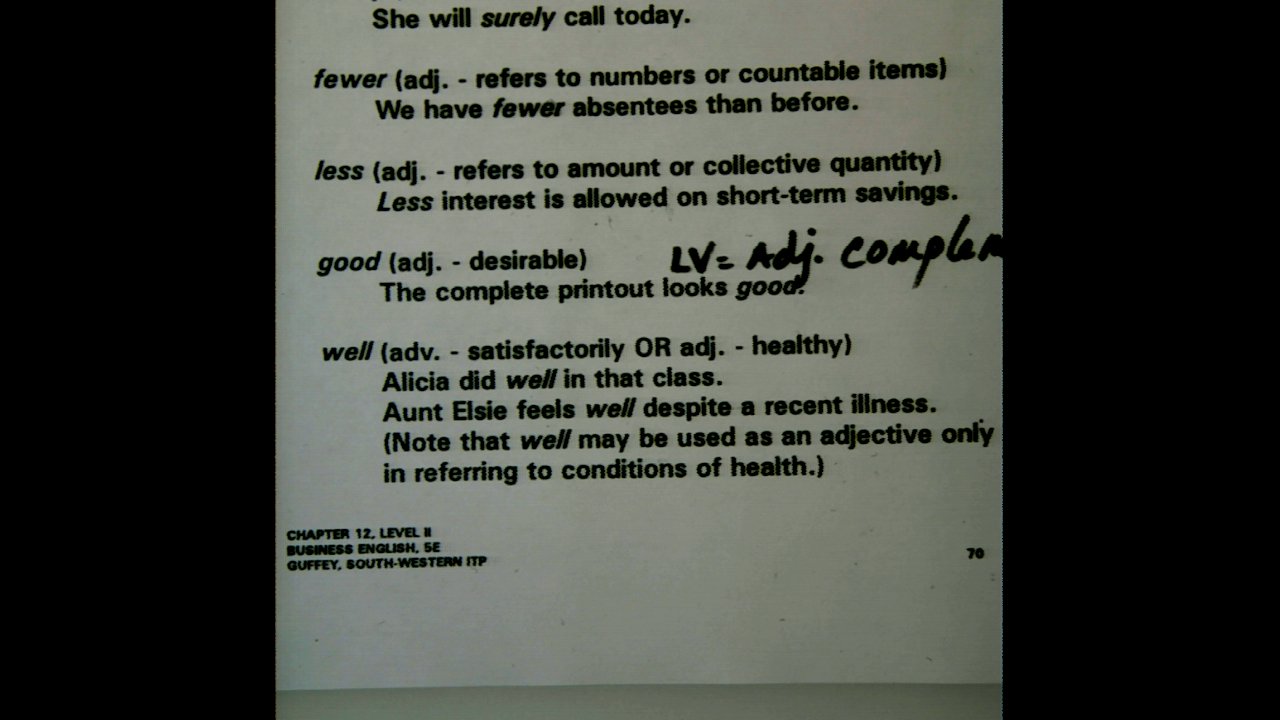 She will surely call today.
fewer (adj. - refers to numbers or countable items)
We have fewer absentees than before.
less (adj. - refers to amount or collective quantity)
Less interest is allowed on short-term savings.
good (adj. - desirable) LV= Adj. complem
The complete printout looks good.
well (adv. - satisfactorily OR adj. - healthy)
Alicia did well in that class.
Aunt Elsie feels well despite a recent illness.
(Note that well may be used as an adjective only
in referring to conditions of health.)
CHAPTER 12, LEVEL II
BUSINESS ENGLISH, 5E
GUFFEY, SOUTH-WESTERN ITP
70